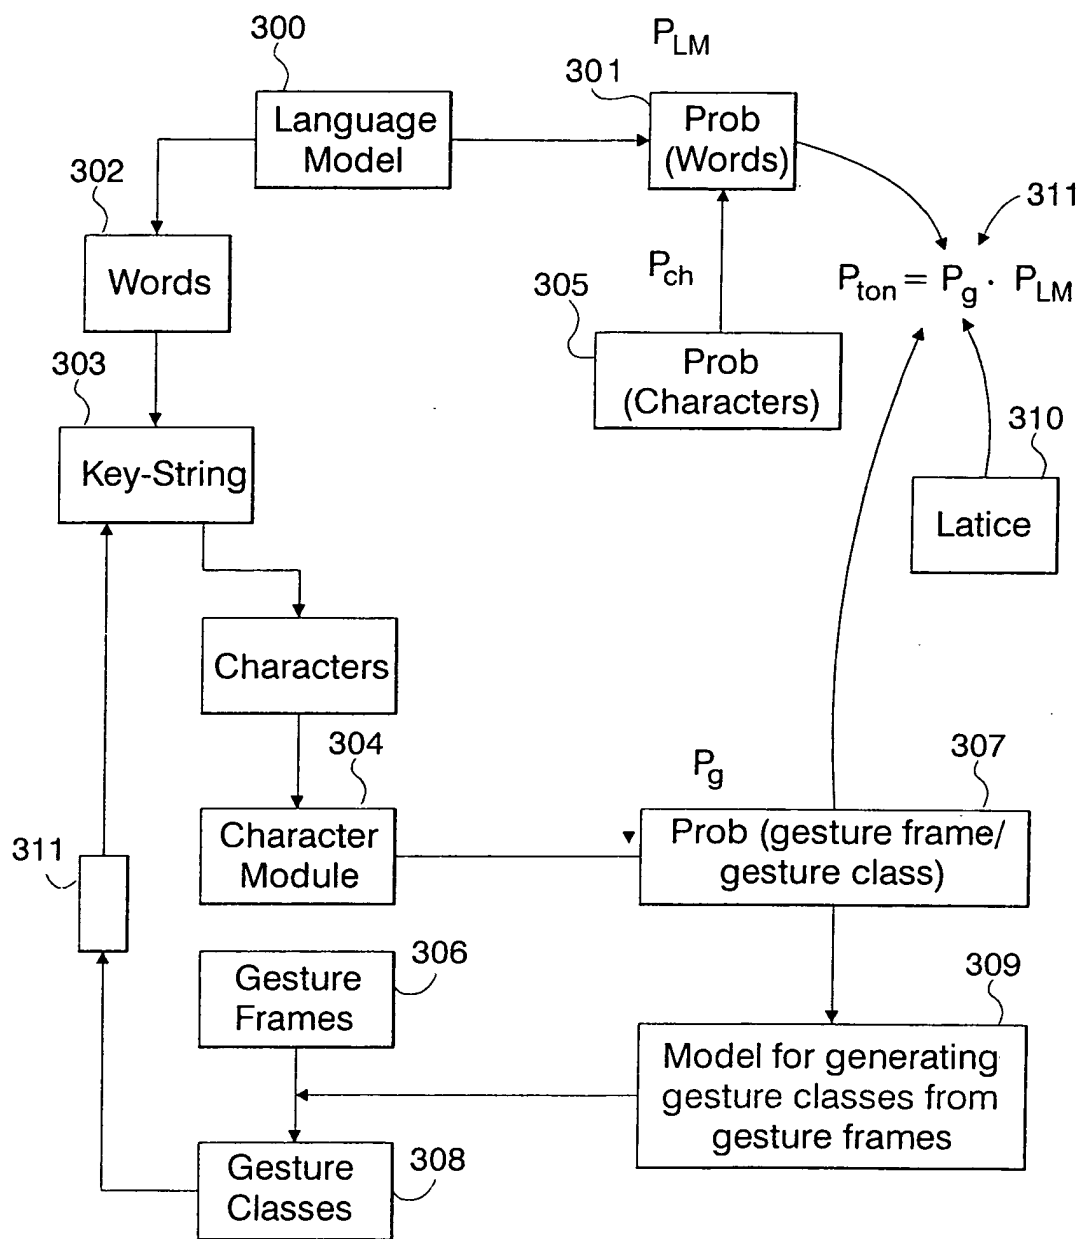 300
Language
Model
P_LM
301
Prob
(Words)
302
Words
311
P_ton = P_g · P_LM
P_ch
305
Prob
(Characters)
303
Key-String
310
Latice
Characters
304
Character
Module
P_g
307
Prob (gesture frame/
gesture class)
311
306
Gesture
Frames
309
Model for generating
gesture classes from
gesture frames
308
Gesture
Classes